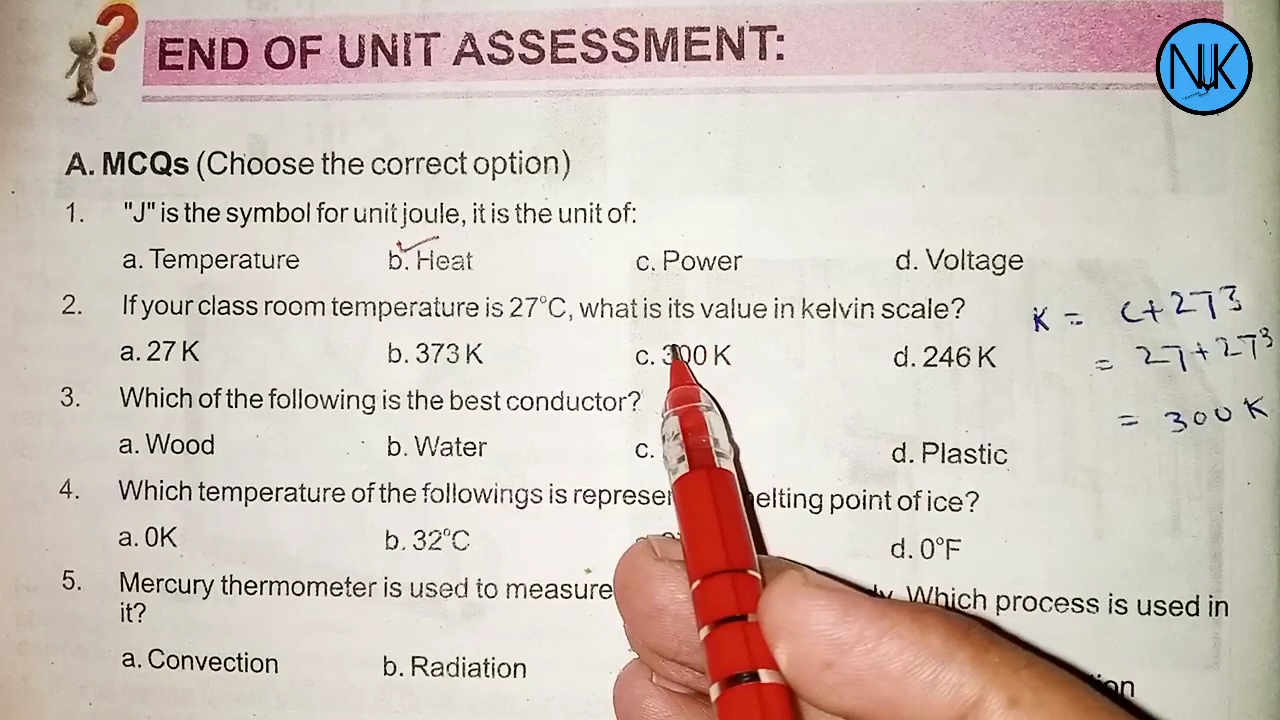 ?
END OF UNIT ASSESSMENT:
NJK
A. MCQs (Choose the correct option)
1. "J" is the symbol for unit joule, it is the unit of:
a. Temperature b. Heat c. Power d. Voltage
2. If your class room temperature is 27°C, what is its value in kelvin scale?
a. 27 K b. 373 K c. 300 K d. 246 K
K = C+273
= 27+273
= 300K
3. Which of the following is the best conductor?
a. Wood b. Water c. d. Plastic
4. Which temperature of the followings is point of ice?
a. 0K b. 32°C d. 0°F
5. Mercury thermometer is used to measure Which process is used in
it?
a. Convection b. Radiation